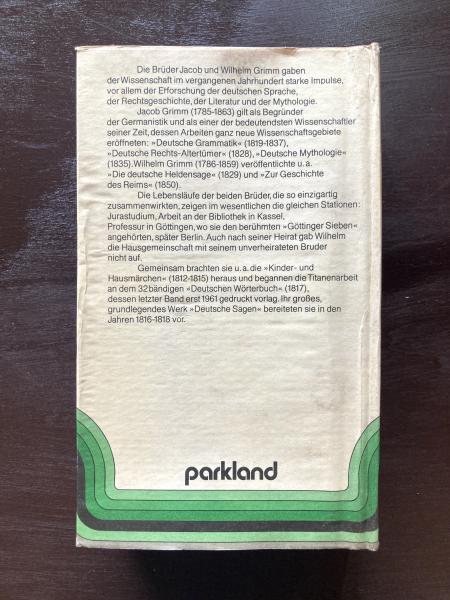 Die Brüder Jacob und Wilhelm Grimm gaben
der Wissenschaft im vergangenen Jahrhundert starke Impulse,
vor allem der Erforschung der deutschen Sprache,
der Rechtsgeschichte, der Literatur und der Mythologie.
Jacob Grimm (1785-1863) gilt als Begründer
der Germanistik und als einer der bedeutendsten Wissenschaftler
seiner Zeit, dessen Arbeiten ganz neue Wissenschaftsgebiete
eröffneten: »Deutsche Grammatik« (1819-1837),
»Deutsche Rechts-Altertümer« (1828), »Deutsche Mythologie«
(1835). Wilhelm Grimm (1786-1859) veröffentlichte u. a.
»Die deutsche Heldensage« (1829) und »Zur Geschichte
des Reims« (1850).
Die Lebensläufe der beiden Brüder, die so einzigartig
zusammenwirkten, zeigen im wesentlichen die gleichen Stationen:
Jurastudium, Arbeit an der Bibliothek in Kassel,
Professur in Göttingen, wo sie den berühmten »Göttinger Sieben«
angehörten, später Berlin. Auch nach seiner Heirat gab Wilhelm
die Hausgemeinschaft mit seinem unverheirateten Bruder
nicht auf.
Gemeinsam brachten sie u. a. die »Kinder- und
Hausmärchen« (1812-1815) heraus und begannen die Titanenarbeit
an dem 32bändigen »Deutschen Wörterbuch« (1817),
dessen letzter Band erst 1961 gedruckt vorlag. Ihr großes,
grundlegendes Werk »Deutsche Sagen« bereiteten sie in den
Jahren 1816-1818 vor.
parkland